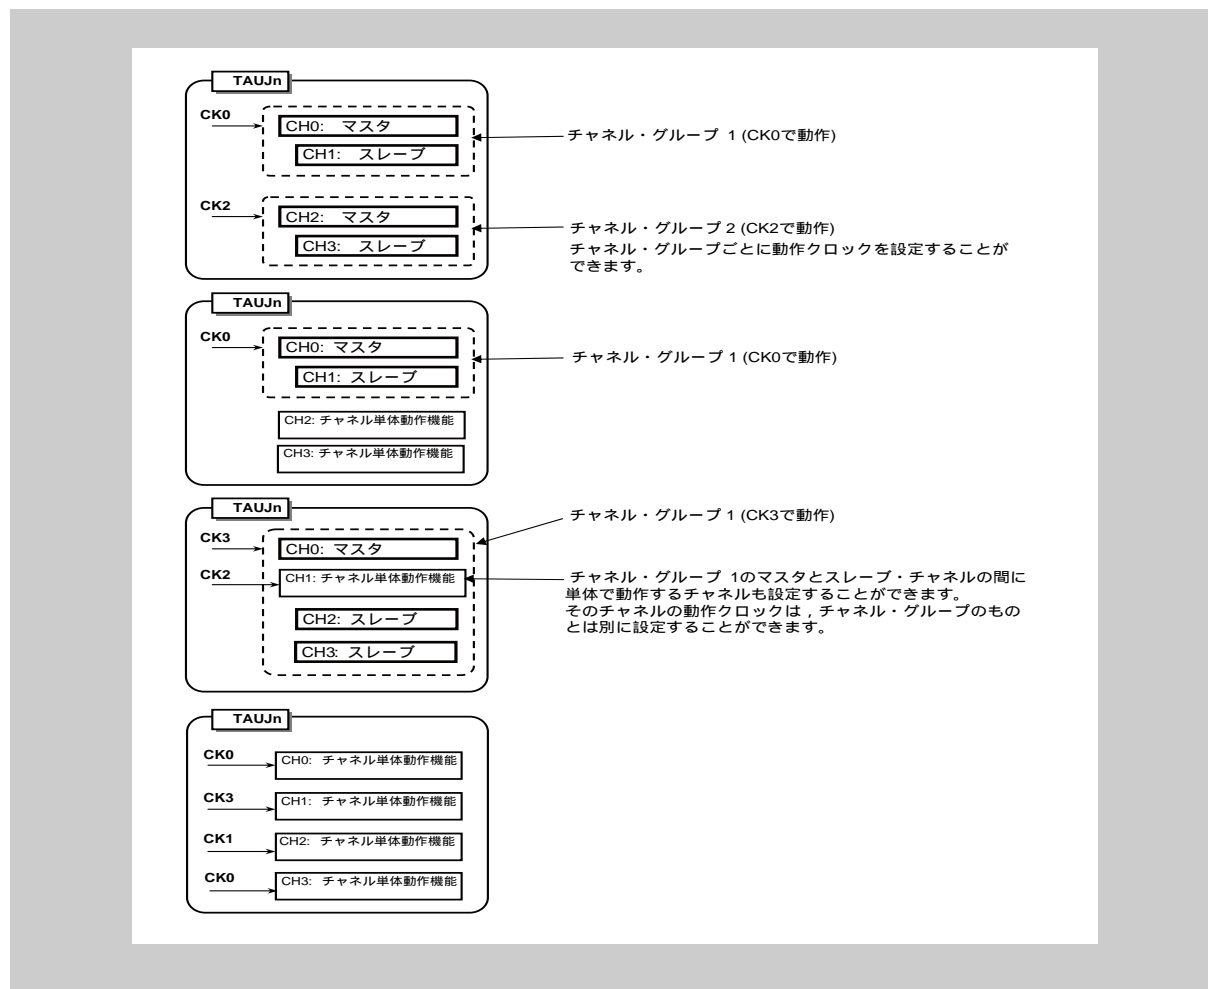 TAUJn
CK0
CH0: マスタ
CH1: スレーブ
チャネル・グループ 1 (CK0で動作)
CK2
CH2: マスタ
CH3: スレーブ
チャネル・グループ 2 (CK2で動作)
チャネル・グループごとに動作クロックを設定することが
できます。
TAUJn
CK0
CH0: マスタ
CH1: スレーブ
チャネル・グループ 1 (CK0で動作)
CH2: チャネル単体動作機能
CH3: チャネル単体動作機能
TAUJn
チャネル・グループ 1 (CK3で動作)
CK3
CH0: マスタ
CK2
CH1: チャネル単体動作機能
チャネル・グループ 1のマスタとスレーブ・チャネルの間に
単体で動作するチャネルも設定することができます。
そのチャネルの動作クロックは，チャネル・グループのもの
とは別に設定することができます。
CH2: スレーブ
CH3: スレーブ
TAUJn
CK0
CH0: チャネル単体動作機能
CK3
CH1: チャネル単体動作機能
CK1
CH2: チャネル単体動作機能
CK0
CH3: チャネル単体動作機能